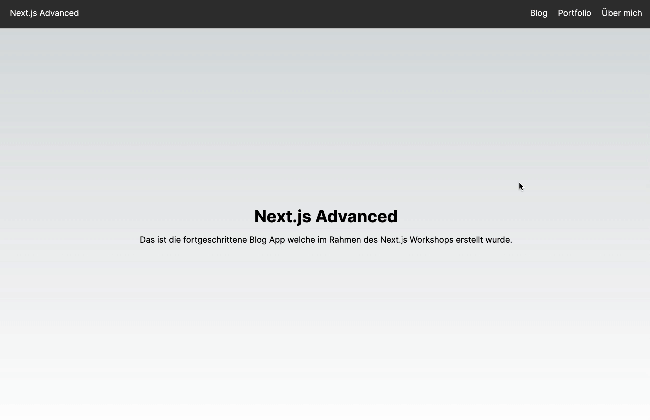 Next.js Advanced
Blog Portfolio Über mich
Next.js Advanced
Das ist die fortgeschrittene Blog App welche im Rahmen des Next.js Workshops erstellt wurde.